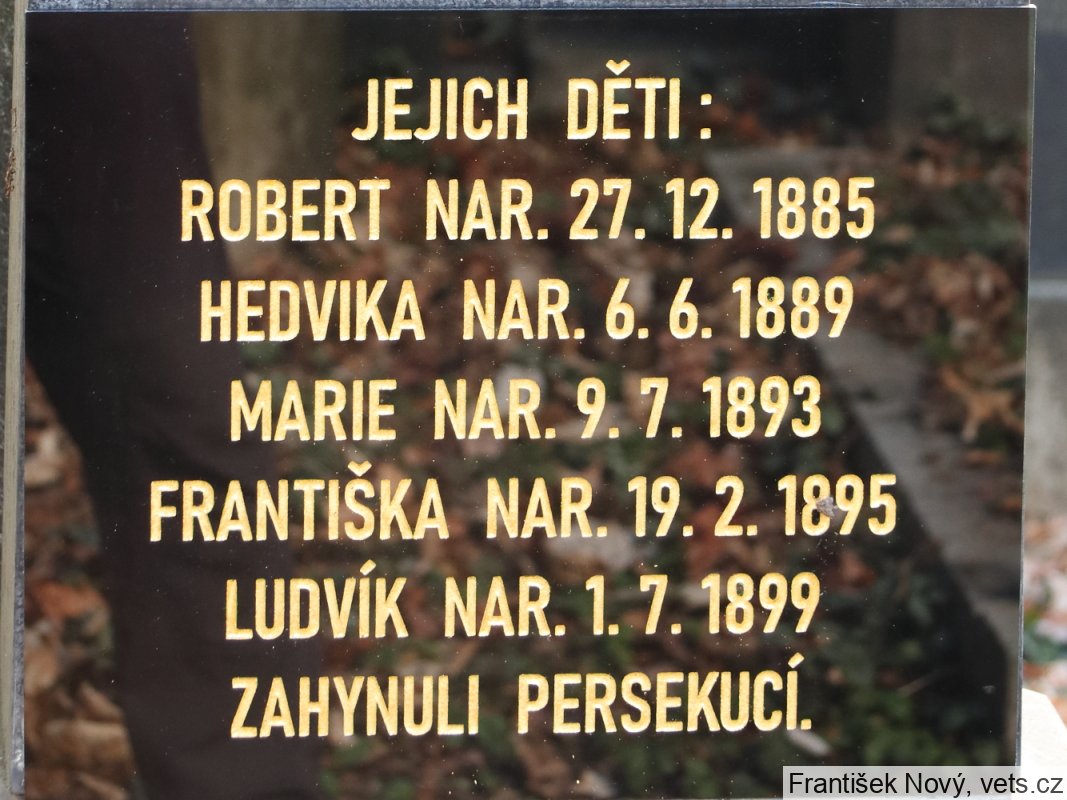 JEJICH DĚTI:
ROBERT NAR. 27. 12. 1885
HEDVIKA NAR. 6. 6. 1889
MARIE NAR. 9. 7. 1893
FRANTIŠKA NAR. 19. 2. 1895
LUDVÍK NAR. 1. 7. 1899
ZAHYNULI PERSEKUCÍ.
František Nový, vets.cz